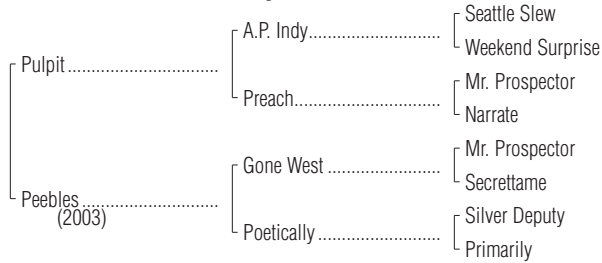 Seattle Slew
A.P. Indy
Weekend Surprise
Pulpit
Mr. Prospector
Preach
Narrate
Mr. Prospector
Gone West
Secrettame
Peebles
(2003)
Silver Deputy
Poetically
Primarily